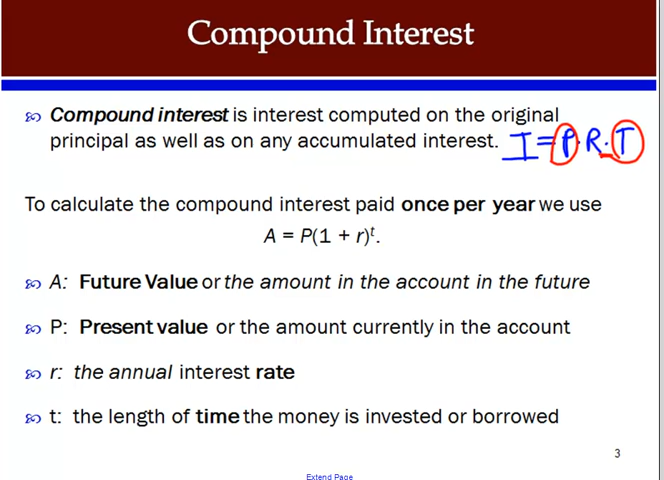 Compound Interest
Compound interest is interest computed on the original
principal as well as on any accumulated interest. I = P · R · T
To calculate the compound interest paid once per year we use
A = P(1 + r)ᵗ.
A: Future Value or the amount in the account in the future
P: Present value or the amount currently in the account
r: the annual interest rate
t: the length of time the money is invested or borrowed
3
Extend Page